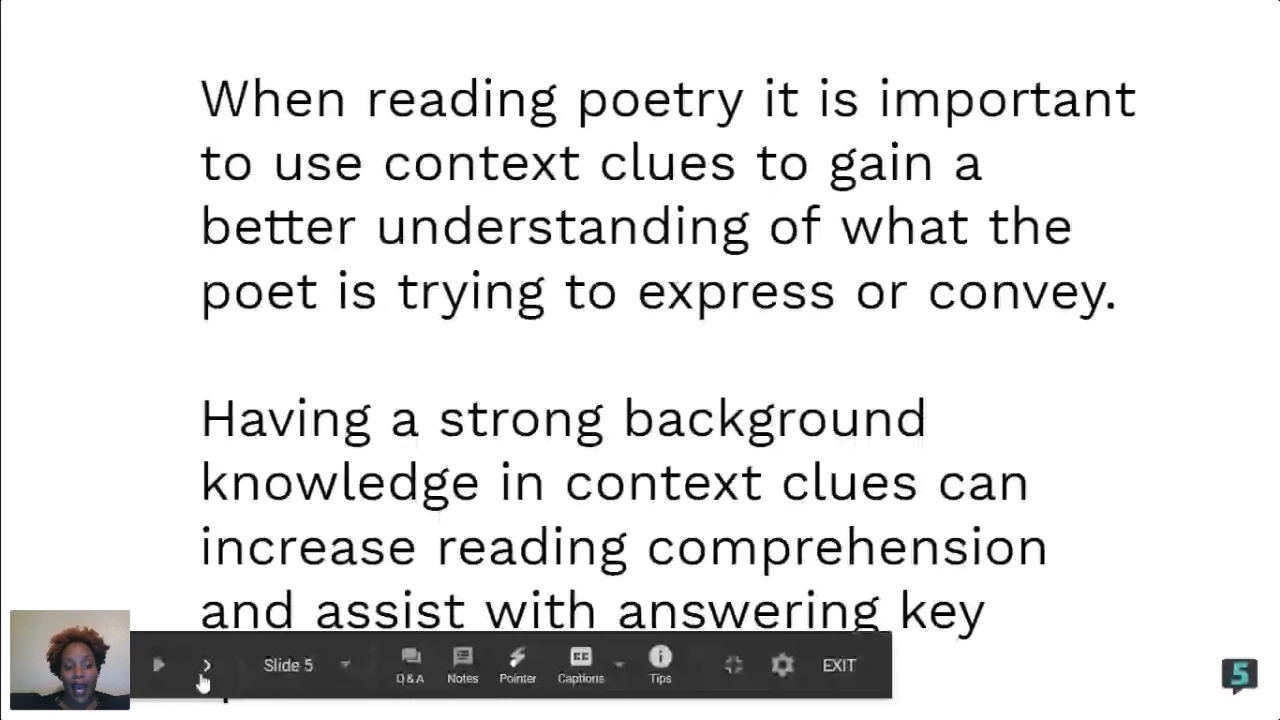 When reading poetry it is important
to use context clues to gain a
better understanding of what the
poet is trying to express or convey.
Having a strong background
knowledge in context clues can
increase reading comprehension
and assist with answering key
Slide 5
Q & A
Notes
Pointer
Captions
Tips
EXIT
5